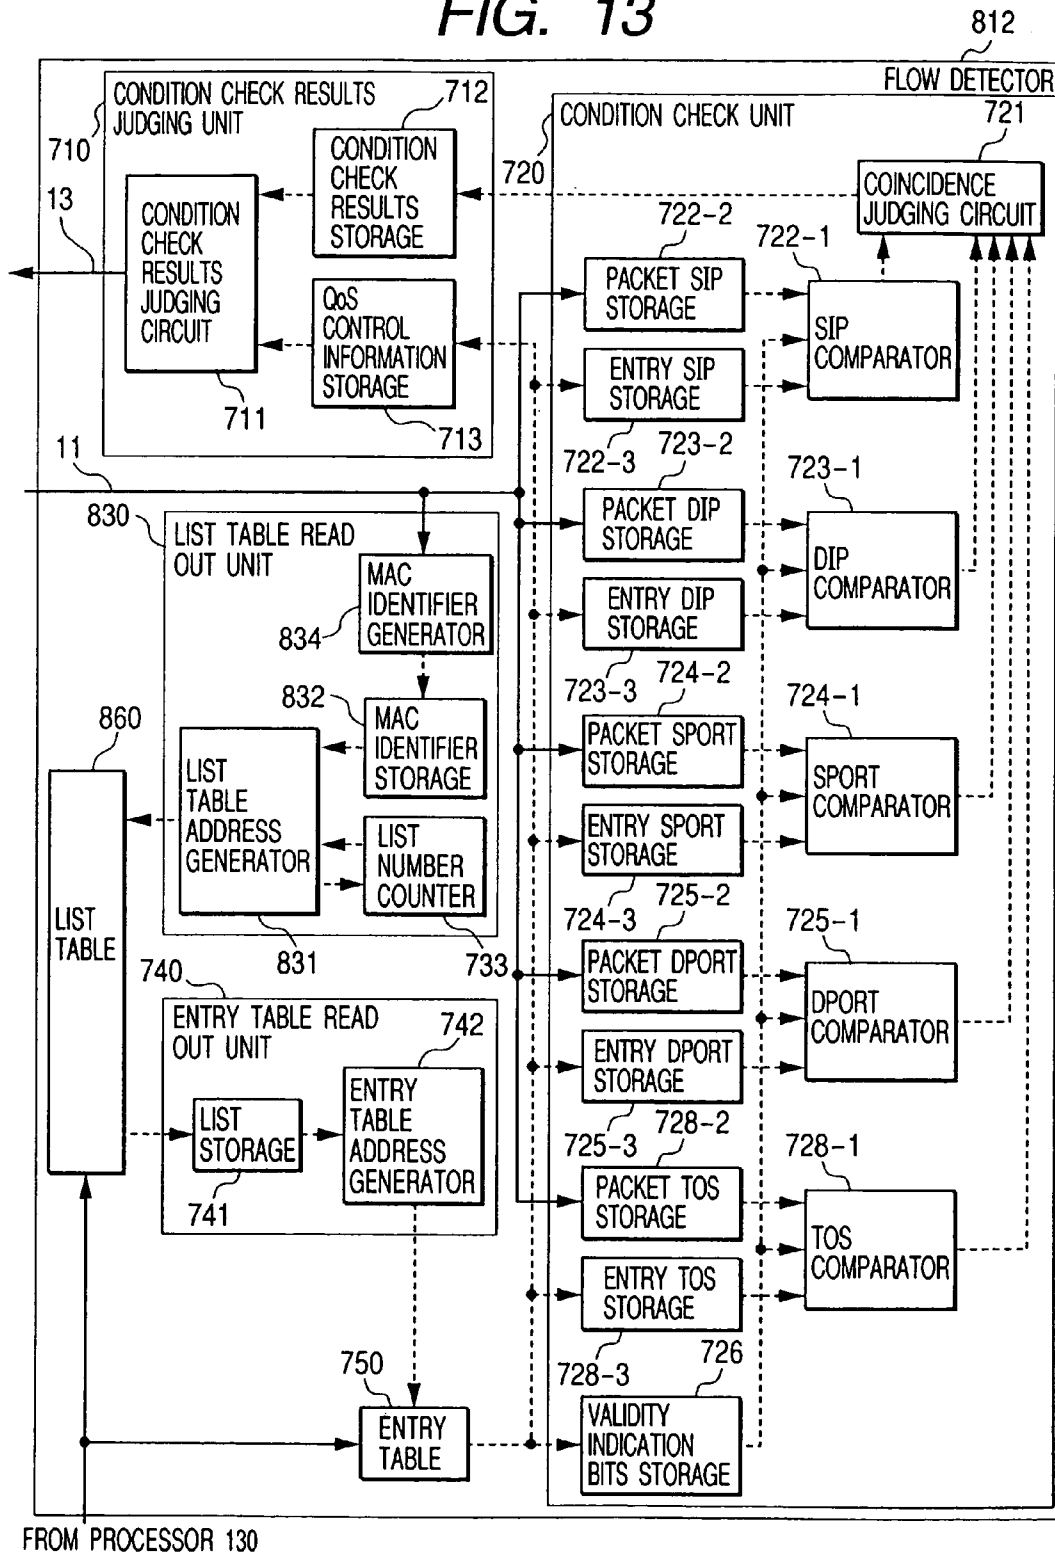 FIG. 13
812
FLOW DETECTOR
CONDITION CHECK RESULTS
JUDGING UNIT
710
712
CONDITION
CHECK
RESULTS
STORAGE
CONDITION
CHECK
RESULTS
JUDGING
CIRCUIT
711
13
QoS
CONTROL
INFORMATION
STORAGE
713
CONDITION CHECK UNIT
720
721
COINCIDENCE
JUDGING CIRCUIT
722-2
PACKET SIP
STORAGE
722-1
SIP
COMPARATOR
ENTRY SIP
STORAGE
722-3
723-2
PACKET DIP
STORAGE
723-1
DIP
COMPARATOR
ENTRY DIP
STORAGE
723-3
724-2
PACKET SPORT
STORAGE
724-1
SPORT
COMPARATOR
ENTRY SPORT
STORAGE
724-3
725-2
PACKET DPORT
STORAGE
725-1
DPORT
COMPARATOR
ENTRY DPORT
STORAGE
725-3
728-2
PACKET TOS
STORAGE
728-1
TOS
COMPARATOR
ENTRY TOS
STORAGE
728-3
726
VALIDITY
INDICATION
BITS STORAGE
11
830
LIST TABLE READ
OUT UNIT
MAC
IDENTIFIER
GENERATOR
834
832
MAC
IDENTIFIER
STORAGE
LIST
TABLE
ADDRESS
GENERATOR
831
LIST
NUMBER
COUNTER
733
860
LIST
TABLE
740
ENTRY TABLE READ
OUT UNIT
742
LIST
STORAGE
741
ENTRY
TABLE
ADDRESS
GENERATOR
750
ENTRY
TABLE
FROM PROCESSOR 130